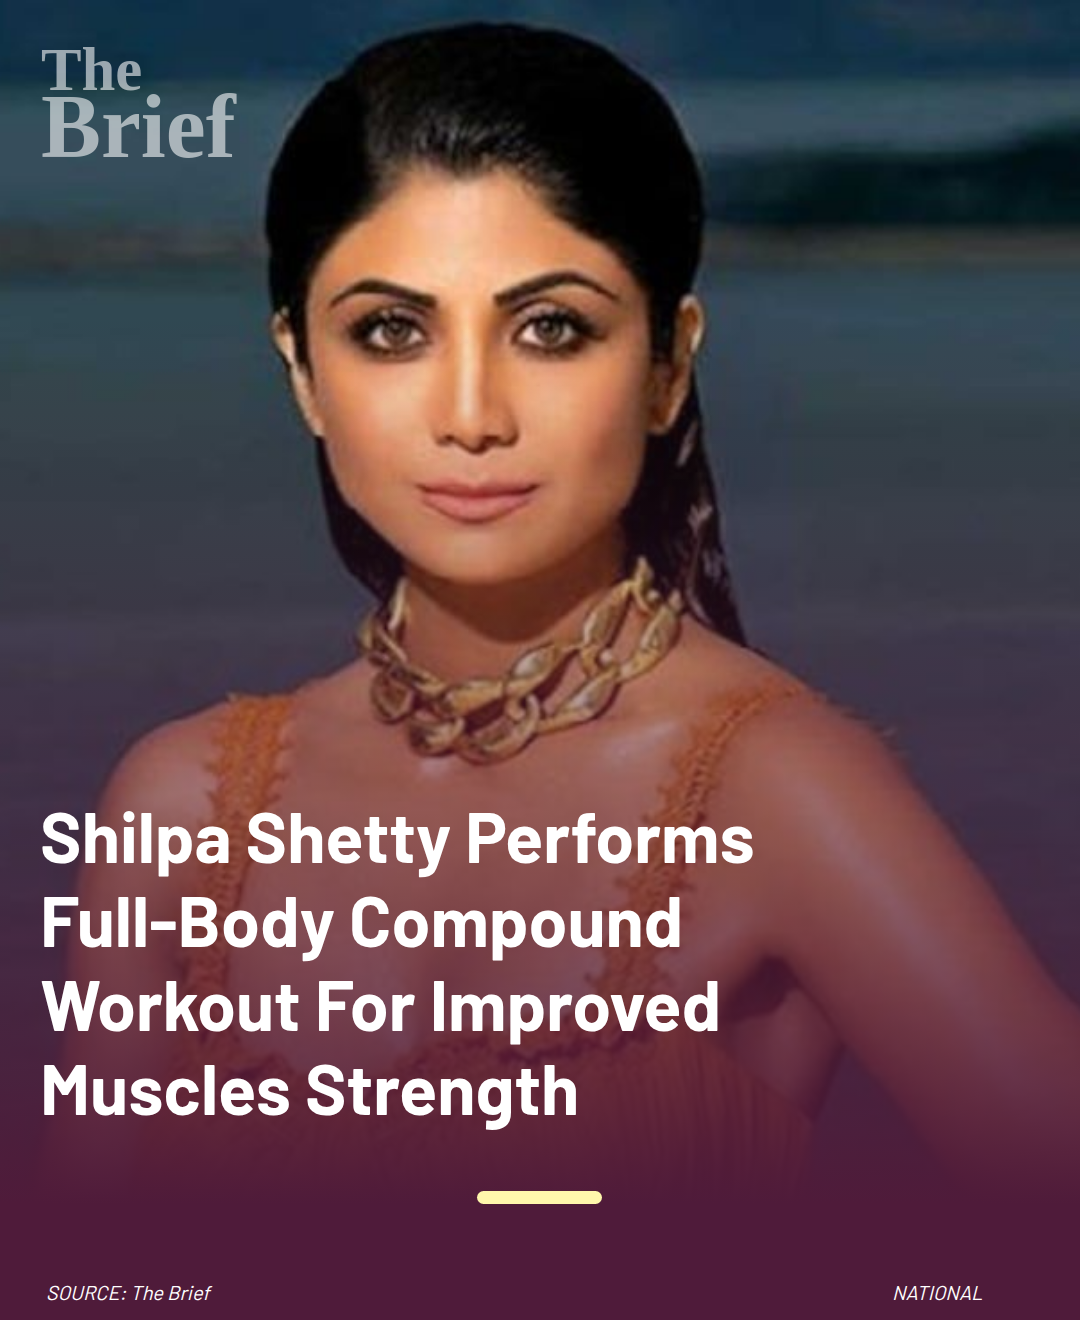 The
Brief
Shilpa Shetty Performs
Full-Body Compound
Workout For Improved
Muscles Strength
SOURCE: The Brief
NATIONAL